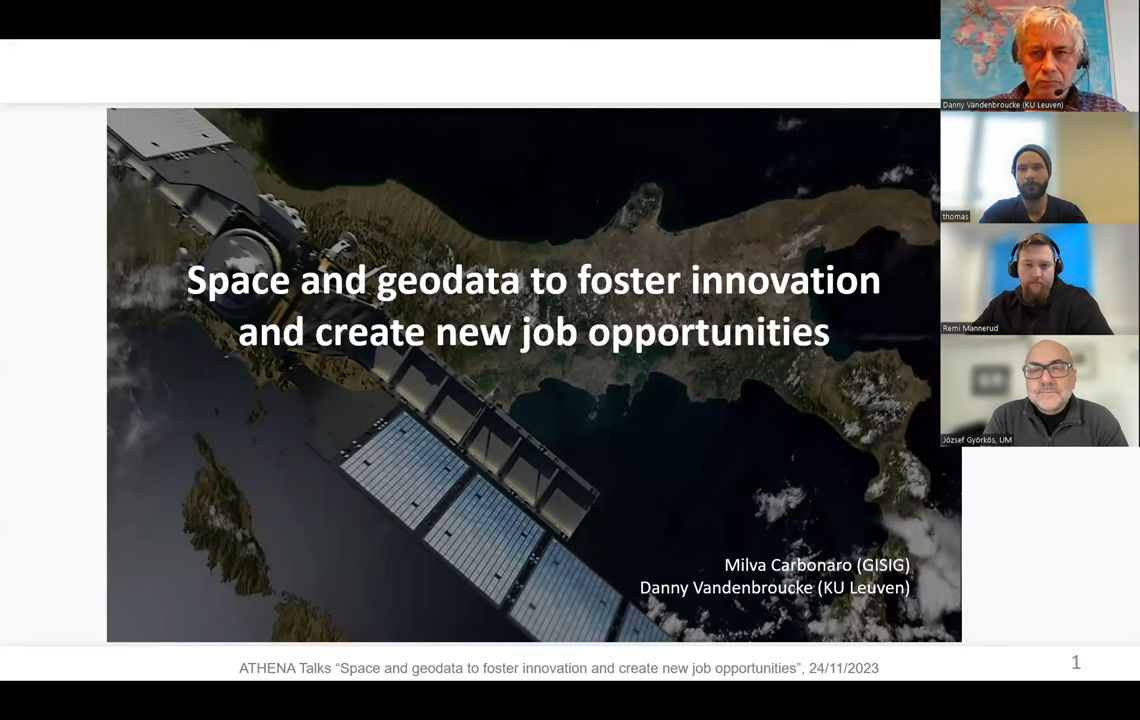 Space and geodata to foster innovation
and create new job opportunities
Milva Carbonaro (GISIG)
Danny Vandenbroucke (KU Leuven)
ATHENA Talks “Space and geodata to foster innovation and create new job opportunities”, 24/11/2023
1
Danny Vandenbroucke (KU Leuven)
thomas
Remi Mannerud
József Györkös, UM